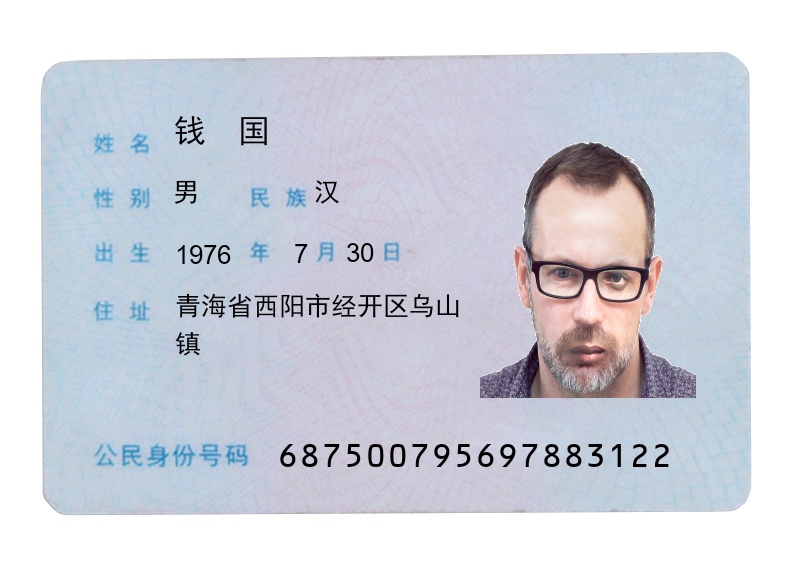 姓名 钱 国
性别 男 民族 汉
出生 1976 年 7 月 30 日
住址 青海省西阳市经开区乌山
镇
公民身份号码 687500795697883122